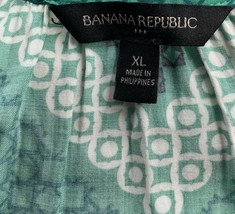 BANANA REPUBLIC
XL
MADE IN
PHILIPPINES